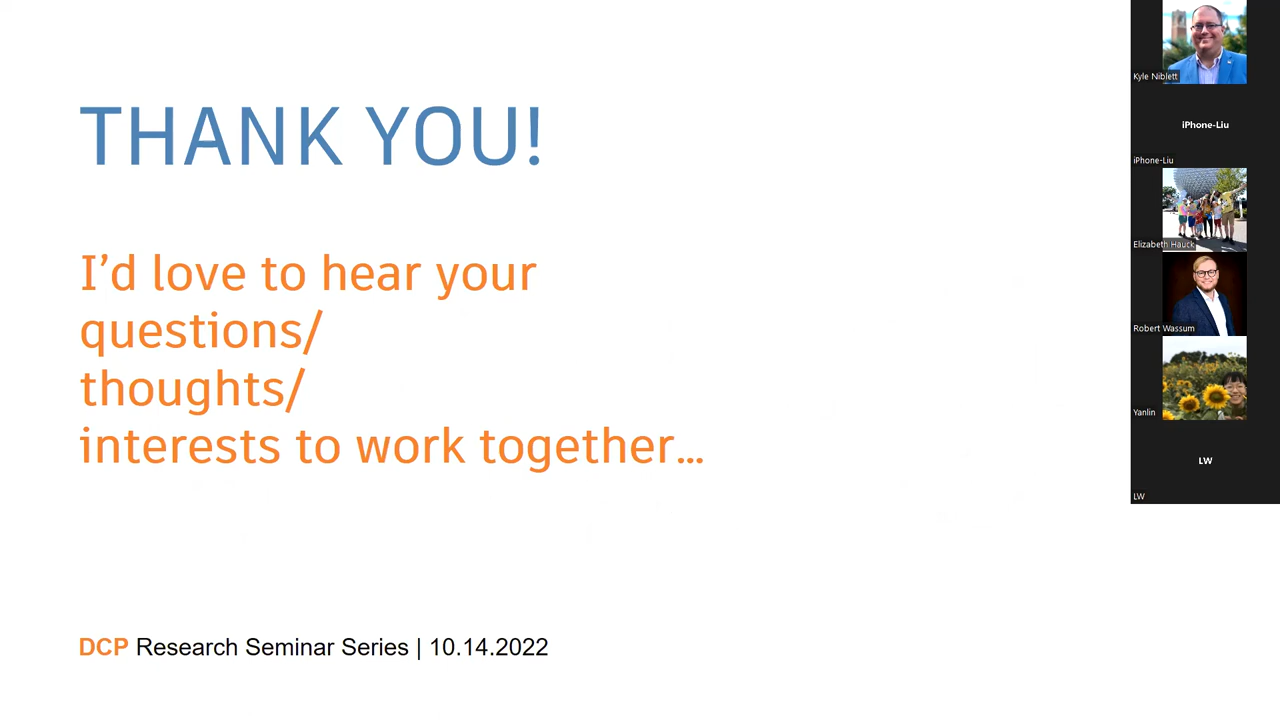 THANK YOU!
I’d love to hear your
questions/
thoughts/
interests to work together…
DCP Research Seminar Series | 10.14.2022
Kyle Niblett
iPhone-Liu
iPhone-Liu
Elizabeth Hauck
Robert Wassum
Yanlin
LW
LW